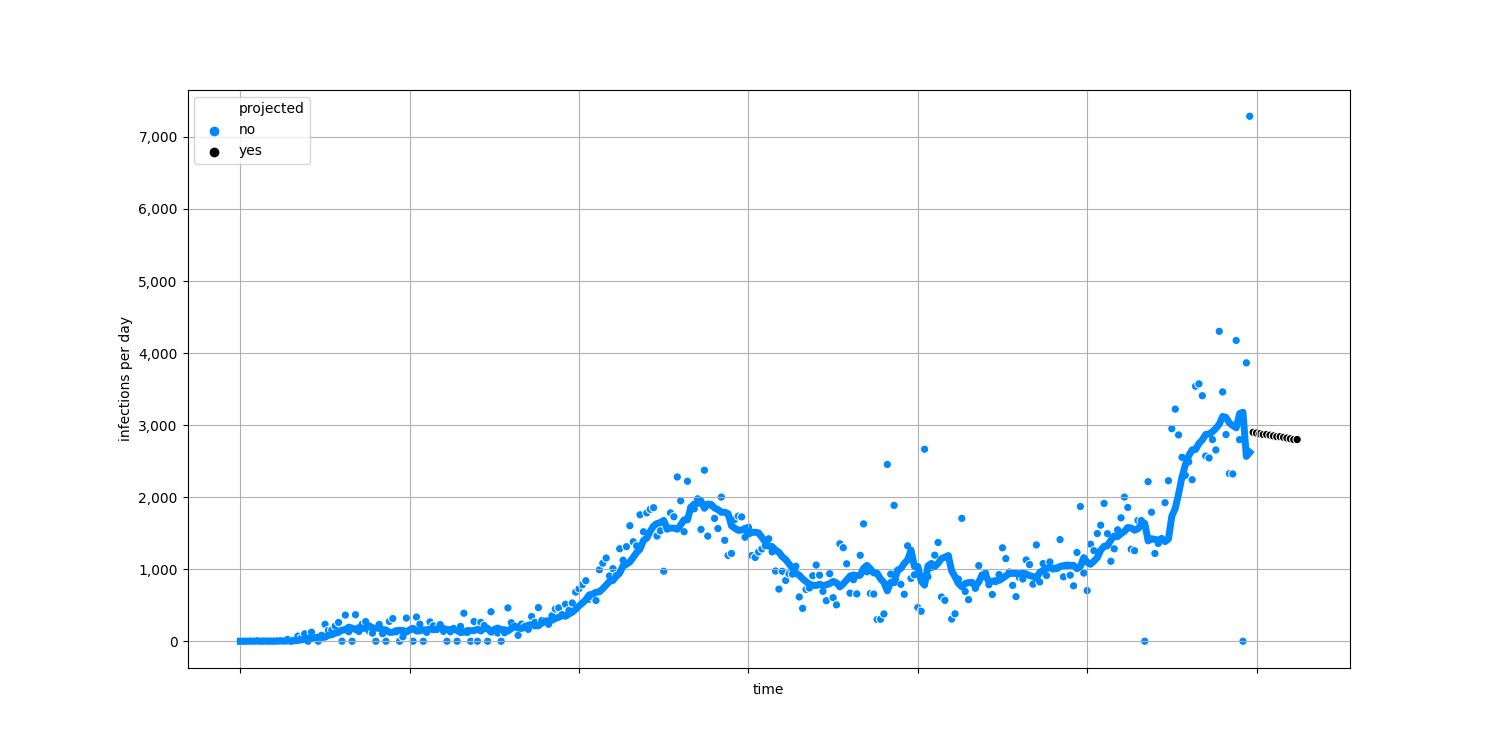 projected
no
yes
7,000
6,000
5,000
4,000
3,000
2,000
1,000
0
infections per day
time